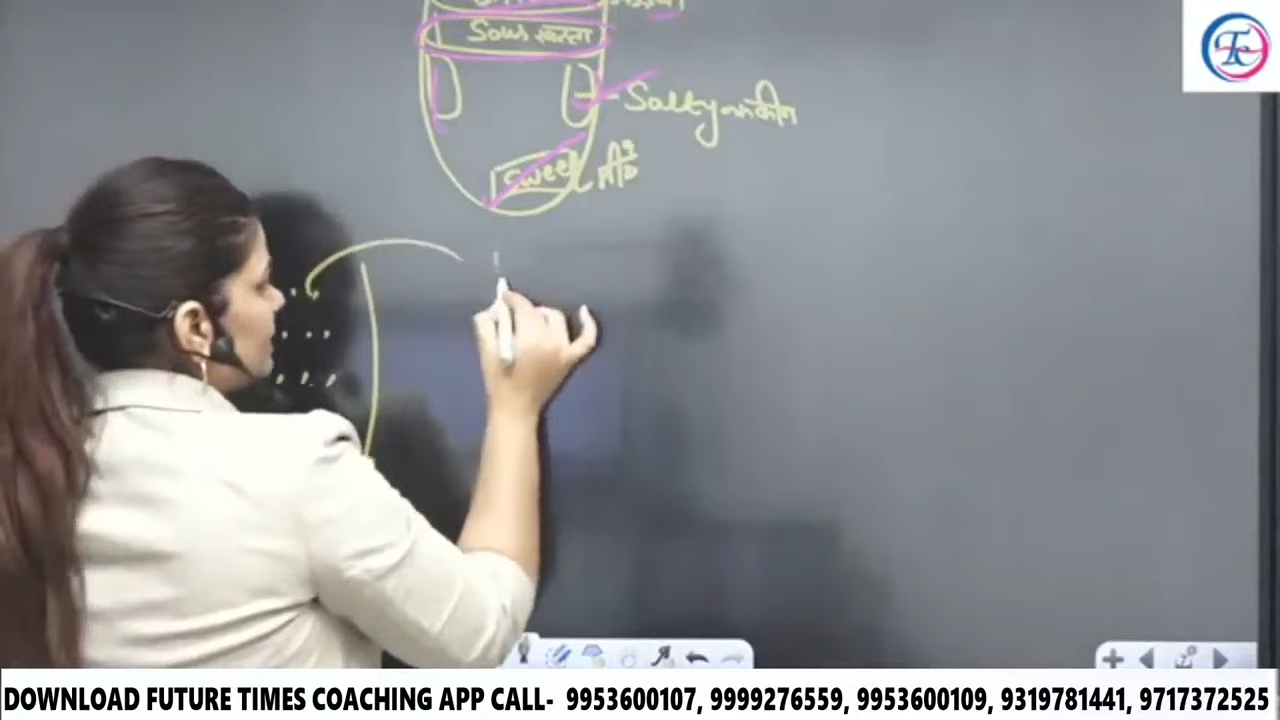 Sour खट्टा
Salty नमकीन
Sweet
DOWNLOAD FUTURE TIMES COACHING APP CALL- 9953600107, 9999276559, 9953600109, 9319781441, 9717372525